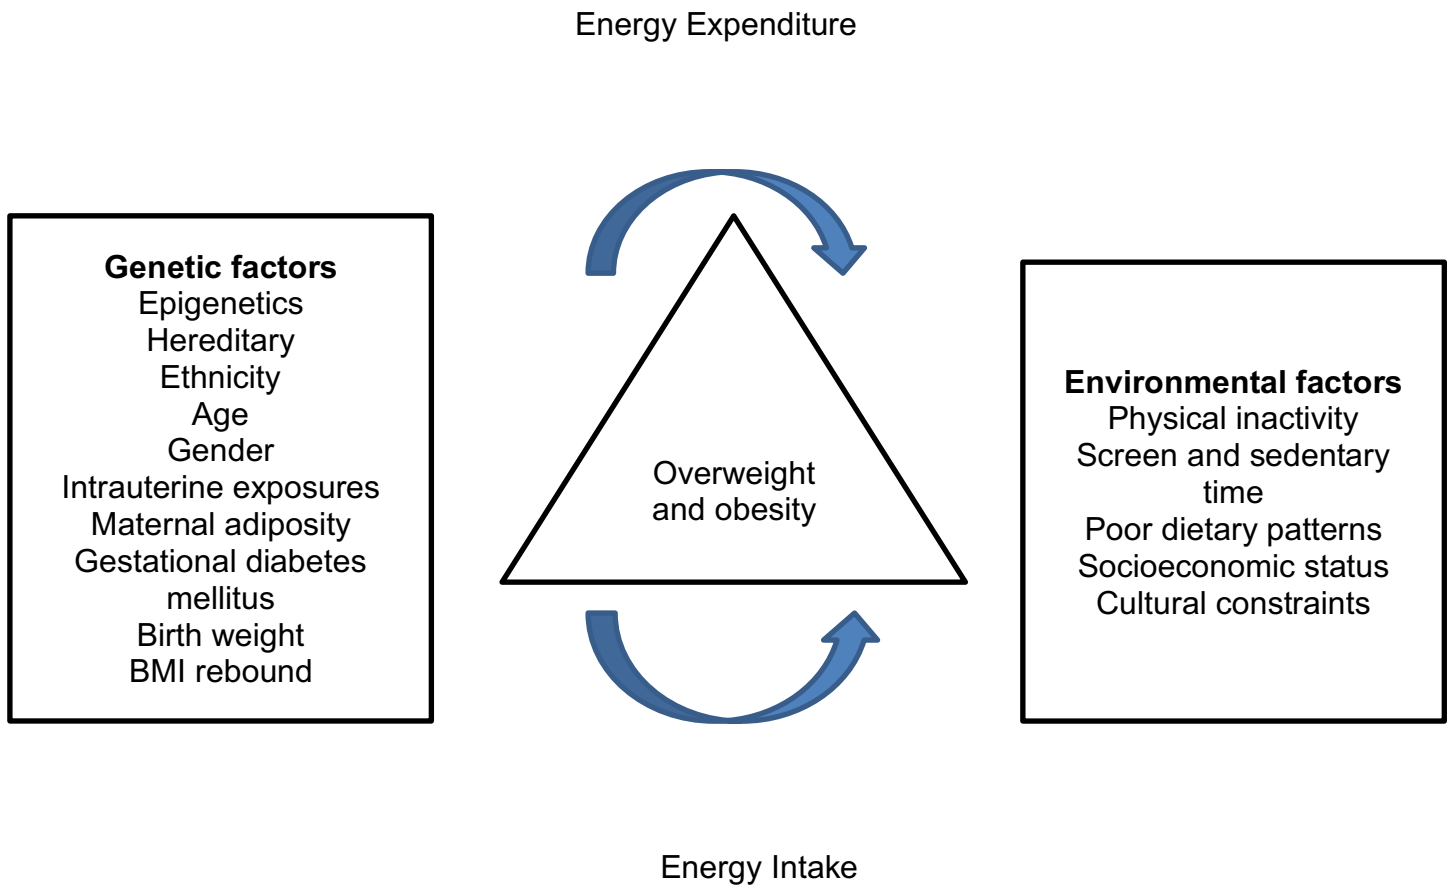 Energy Expenditure
Genetic factors
Epigenetics
Hereditary
Ethnicity
Age
Gender
Intrauterine exposures
Maternal adiposity
Gestational diabetes
mellitus
Birth weight
BMI rebound
Overweight
and obesity
Environmental factors
Physical inactivity
Screen and sedentary
time
Poor dietary patterns
Socioeconomic status
Cultural constraints
Energy Intake